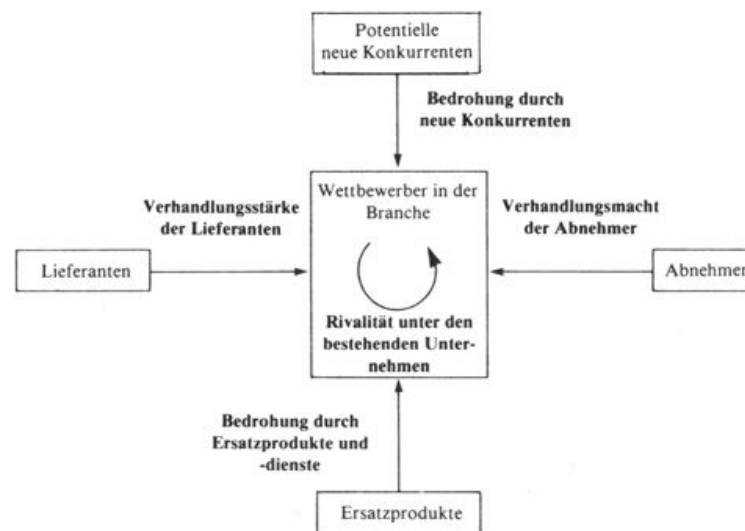 Potentielle
neue Konkurrenten
Bedrohung durch
neue Konkurrenten
Wettbewerber in der
Branche
Verhandlungsstärke
der Lieferanten
Verhandlungsmacht
der Abnehmer
Lieferanten
Abnehmer
Rivalität unter den
bestehenden Unter-
nehmen
Bedrohung durch
Ersatzprodukte und
-dienste
Ersatzprodukte